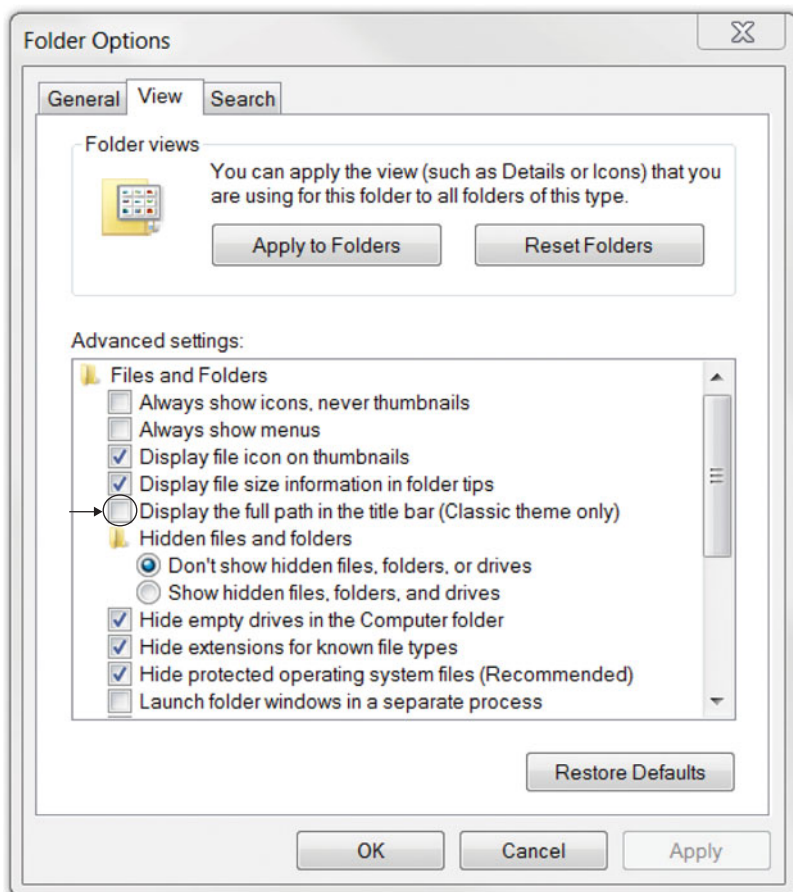 Folder Options
General View Search
Folder views
You can apply the view (such as Details or Icons) that you
are using for this folder to all folders of this type.
Apply to Folders Reset Folders
Advanced settings:
Files and Folders
Always show icons, never thumbnails
Always show menus
Display file icon on thumbnails
Display file size information in folder tips
Display the full path in the title bar (Classic theme only)
Hidden files and folders
Don't show hidden files, folders, or drives
Show hidden files, folders, and drives
Hide empty drives in the Computer folder
Hide extensions for known file types
Hide protected operating system files (Recommended)
Launch folder windows in a separate process
Restore Defaults
OK Cancel Apply